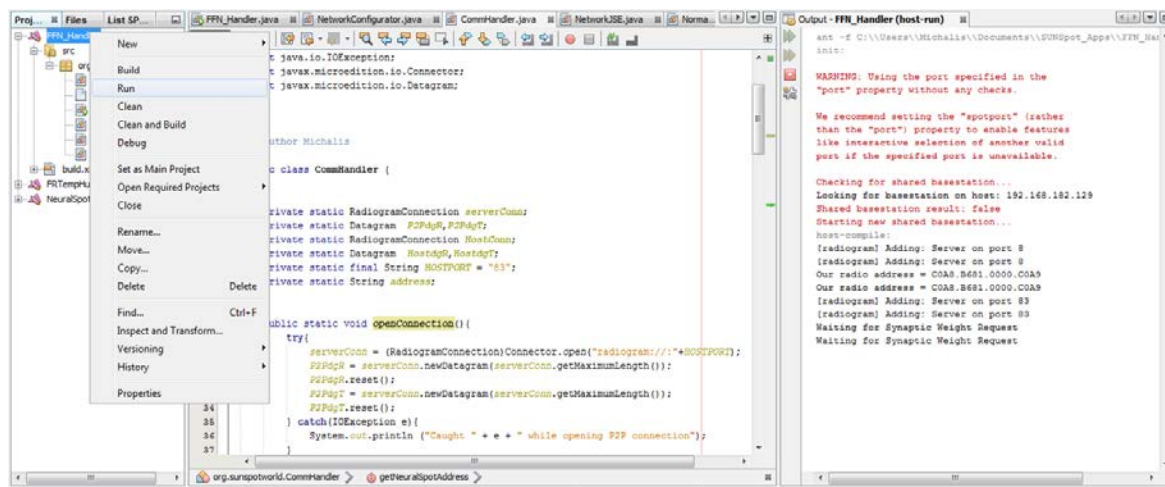 Proj...
Files
List SP...
FFN_Handler.java
NetworkConfigurator.java
CommHandler.java
NetworkJSE.java
Norma...
Output - FFN_Handler (host-run)
src
org
build.x
FRTempHu
NeuralSpot
New
Build
Run
Clean
Clean and Build
Debug
Set as Main Project
Open Required Projects
Close
Rename...
Move...
Copy...
Delete Delete
Find... Ctrl+F
Inspect and Transform...
Versioning
History
Properties
t java.io.IOException;
t javax.microedition.io.Connector;
t javax.microedition.io.Datagram;
uthor Michalis
c class CommHandler {
rivate static RadiogramConnection serverConn;
rivate static Datagram P2PdgR,P2PdgT;
rivate static RadiogramConnection HostConn;
rivate static Datagram HostdgR,HostdgT;
rivate static final String HOSTPORT = "83";
rivate static String address;
ublic static void openConnection(){
try{
serverConn = (RadiogramConnection)Connector.open("radiogram://:"+HOSTPORT);
P2PdgR = serverConn.newDatagram(serverConn.getMaximumLength());
P2PdgR.reset();
P2PdgT = serverConn.newDatagram(serverConn.getMaximumLength());
34 P2PdgT.reset();
35 } catch(IOException e){
36 System.out.println ("Caught " + e + " while opening P2P connection");
37 }
org.sunspotworld.CommHandler
getNeuralSpotAddress
ant -f C:\\Users\\Michalis\\Documents\\SUNSpot_Apps\\FFN_Han
init:
WARNING: Using the port specified in the
"port" property without any checks.
We recommend setting the "spotport" (rather
than the "port") property to enable features
like interactive selection of another valid
port if the specified port is unavailable.
Checking for shared basestation...
Looking for basestation on host: 192.168.182.129
Shared basestation result: false
Starting new shared basestation...
host-compile:
[radiogram] Adding: Server on port 8
[radiogram] Adding: Server on port 8
Our radio address = C0A8.B681.0000.C0A9
Our radio address = C0A8.B681.0000.C0A9
[radiogram] Adding: Server on port 83
[radiogram] Adding: Server on port 83
Waiting for Synaptic Weight Request
Waiting for Synaptic Weight Request